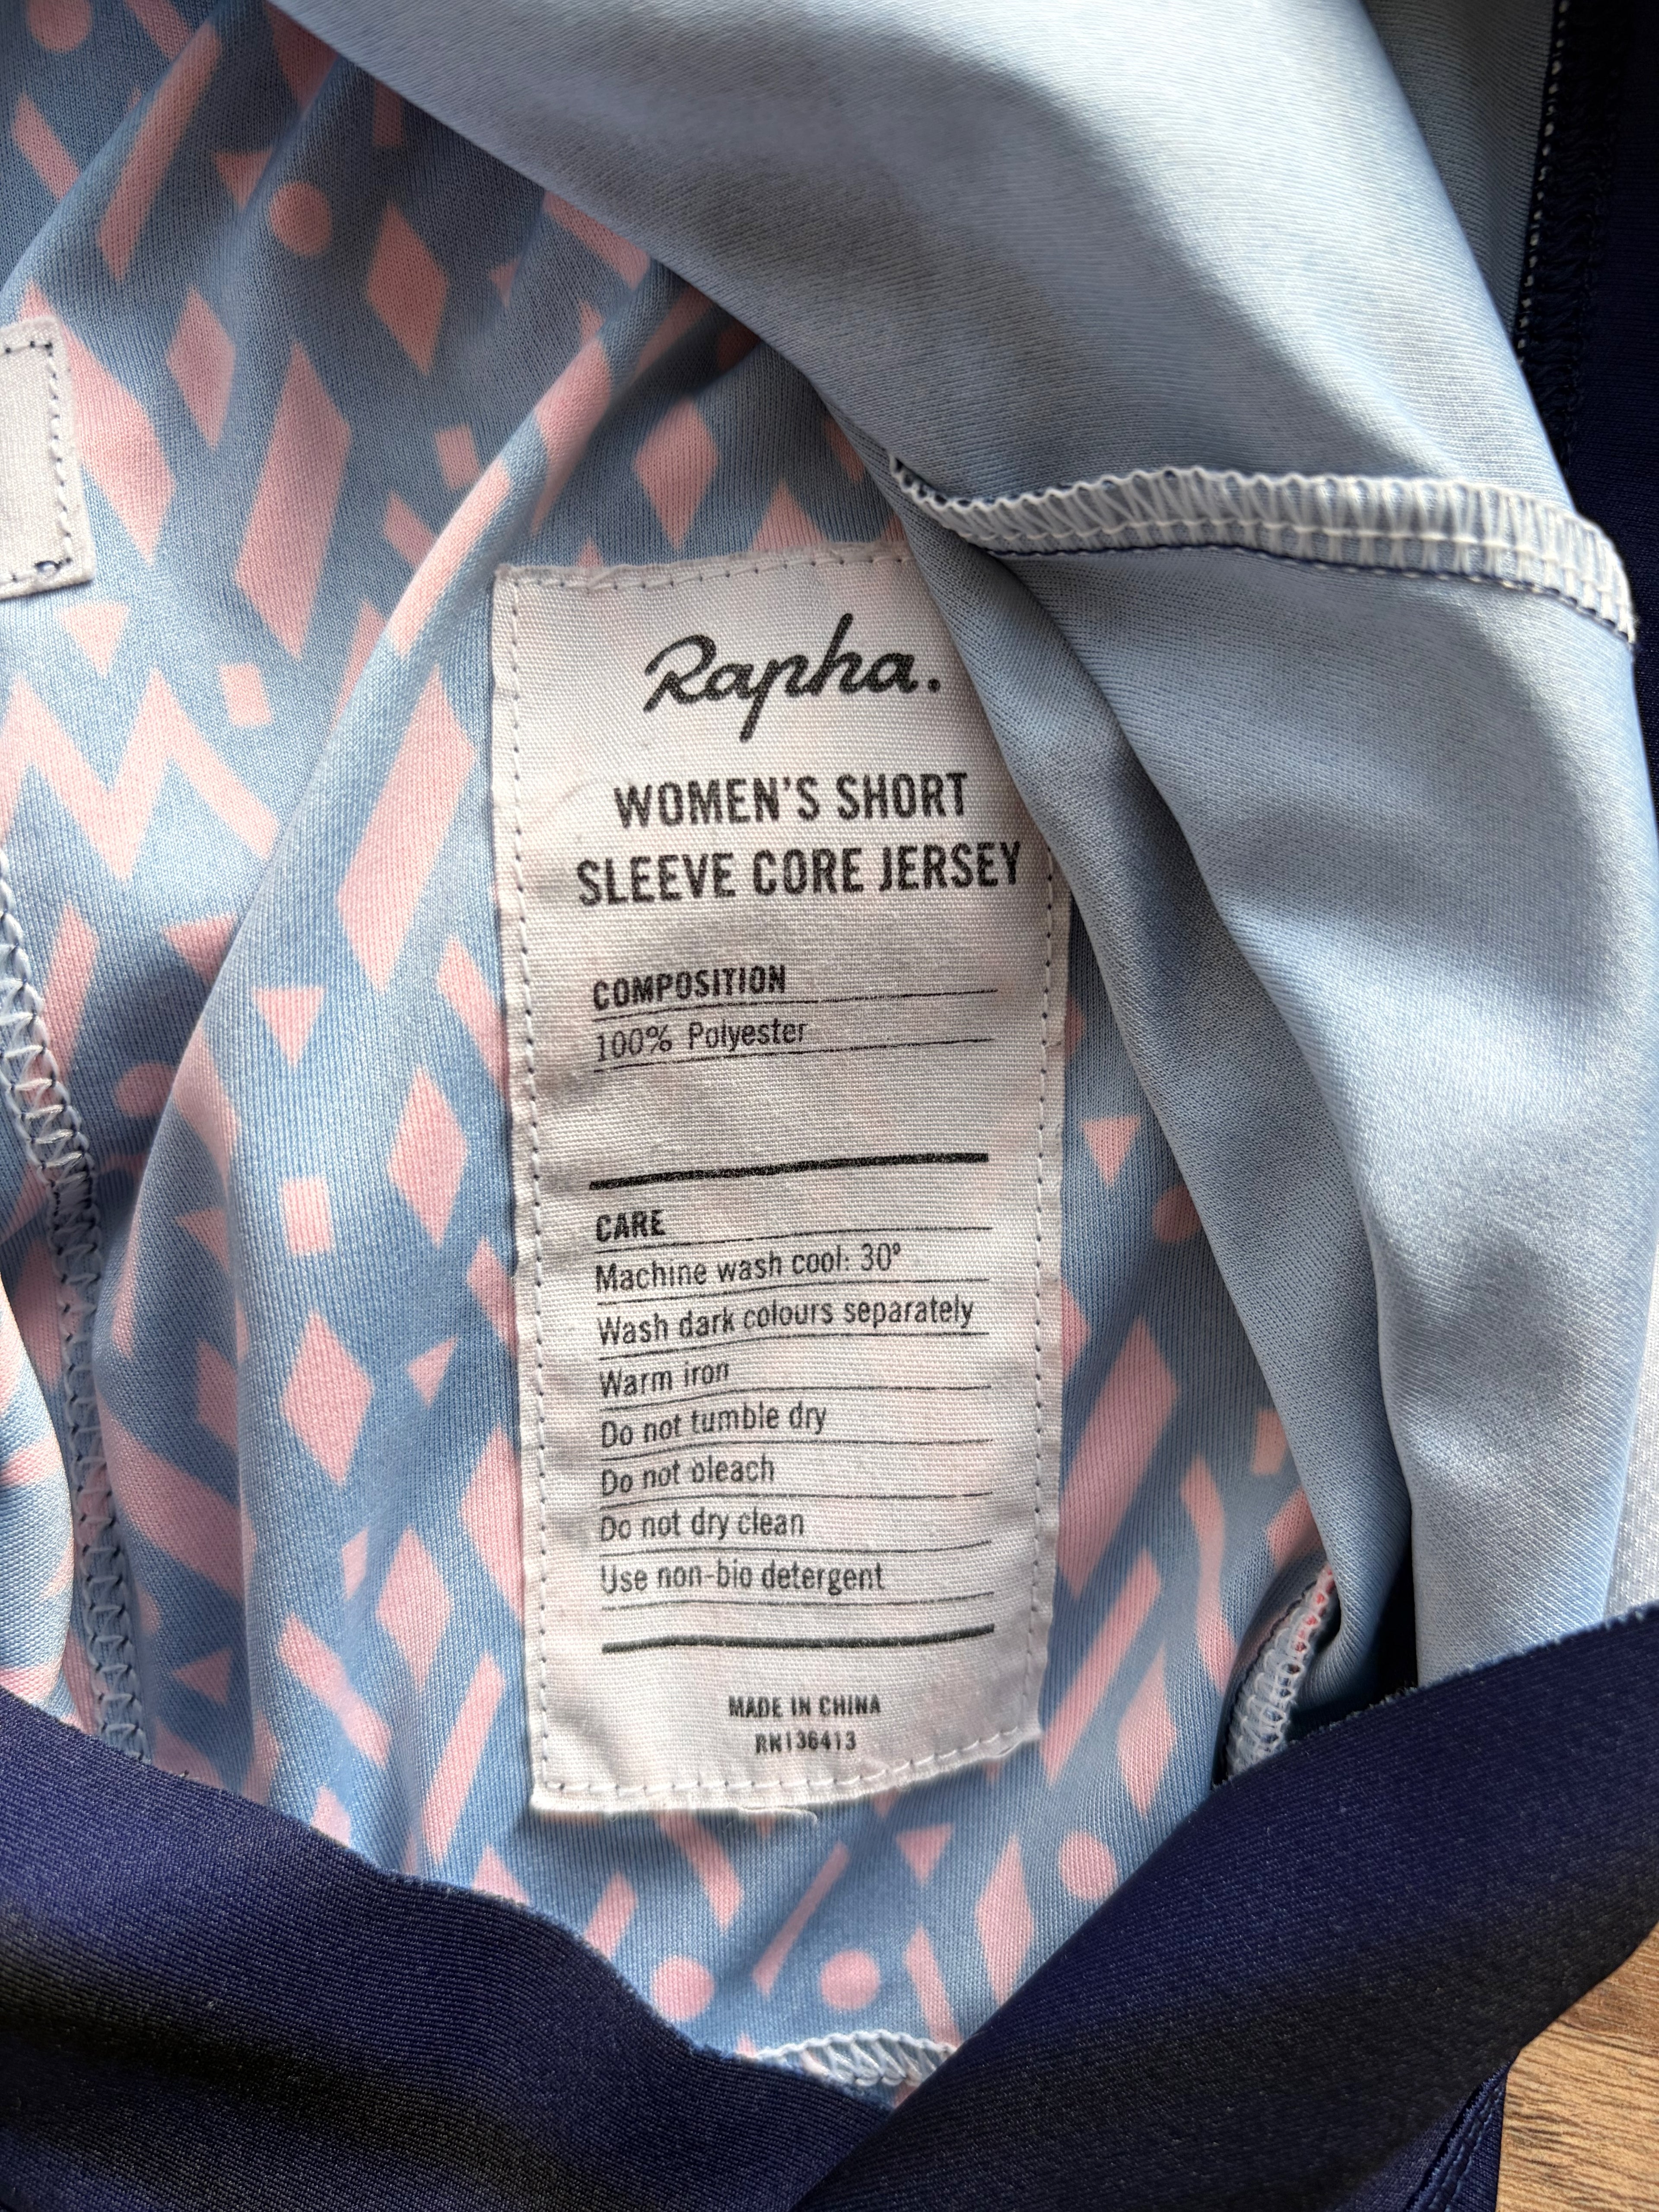 Rapha.
WOMEN'S SHORT
SLEEVE CORE JERSEY
COMPOSITION
100% Polyester
CARE
Machine wash cool: 30°
Wash dark colours separately
Warm iron
Do not tumble dry
Do not bleach
Do not dry clean
Use non-bio detergent
MADE IN CHINA
RN136413